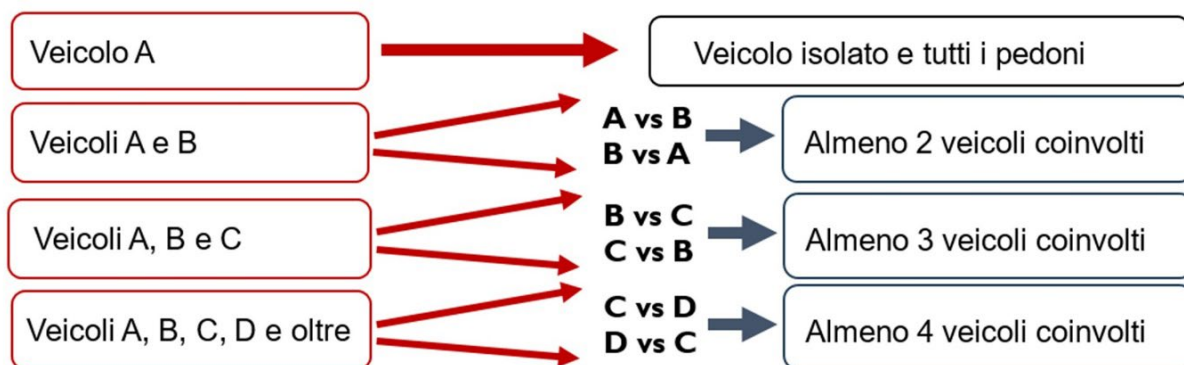 Veicolo A
Veicolo isolato e tutti i pedoni
Veicoli A e B
A vs B
B vs A
Almeno 2 veicoli coinvolti
Veicoli A, B e C
B vs C
C vs B
Almeno 3 veicoli coinvolti
Veicoli A, B, C, D e oltre
C vs D
D vs C
Almeno 4 veicoli coinvolti